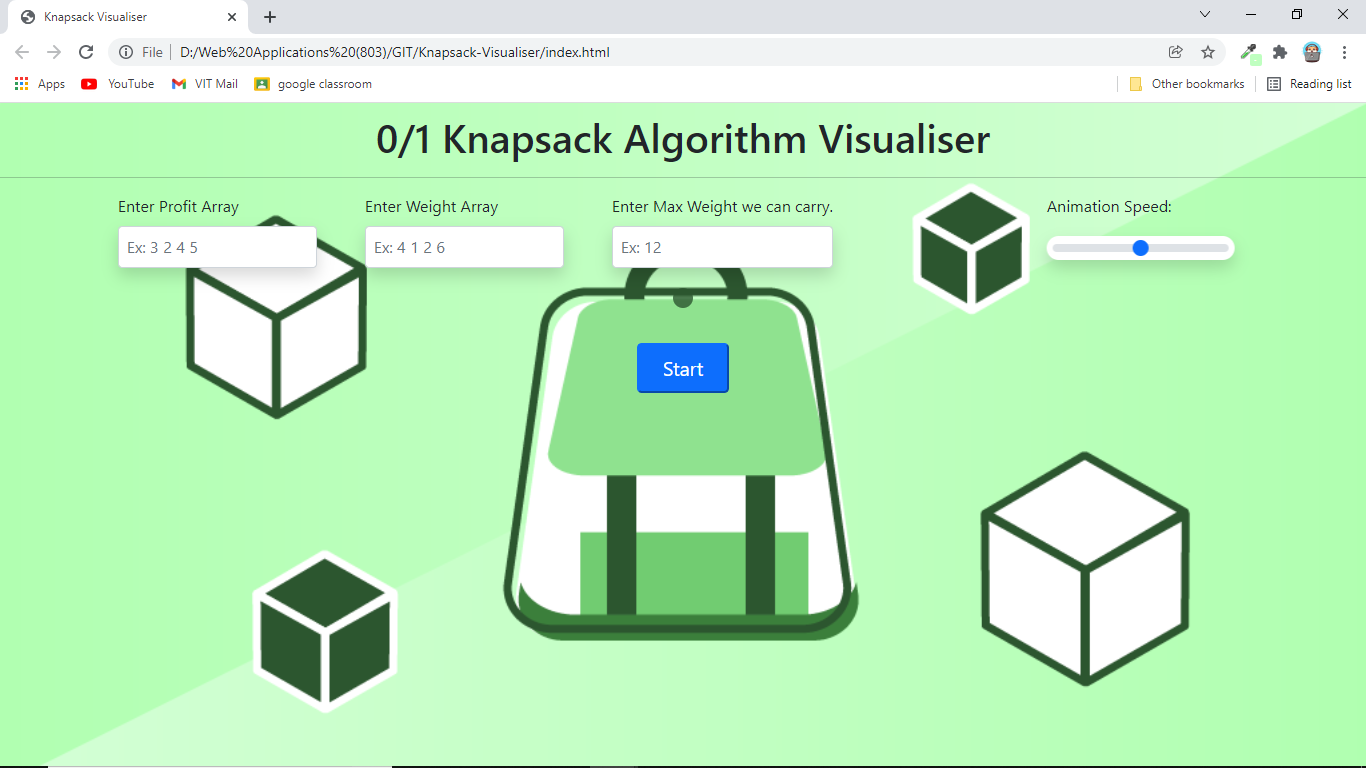 Knapsack Visualiser
File D:/Web%20Applications%20(803)/GIT/Knapsack-Visualiser/index.html
Apps YouTube VIT Mail google classroom Other bookmarks Reading list
0/1 Knapsack Algorithm Visualiser
Enter Profit Array Enter Weight Array Enter Max Weight we can carry. Animation Speed:
Ex: 3 2 4 5 Ex: 4 1 2 6 Ex: 12
Start